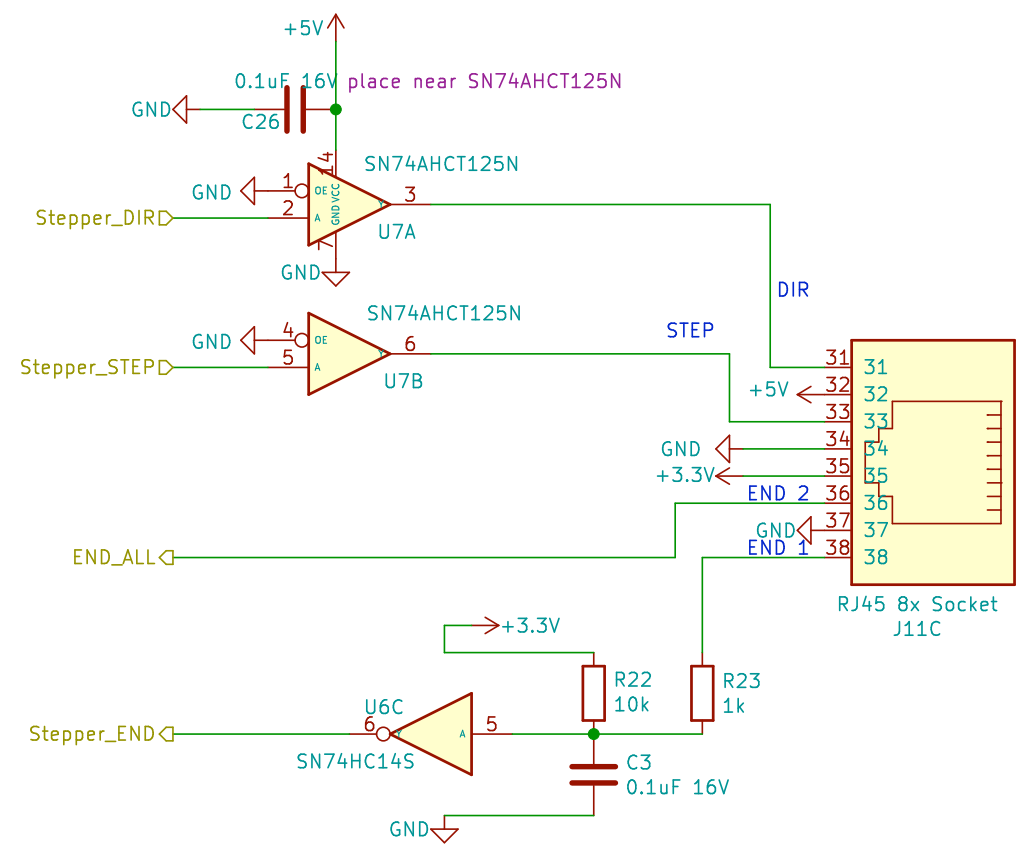 +5V
0.1uF 16V place near SN74AHCT125N
GND
C26
14
SN74AHCT125N
GND
1
OE
VCC
3
Stepper_DIR
2
A
GND
Y
U7A
7
GND
DIR
SN74AHCT125N
STEP
GND
4
OE
6
Stepper_STEP
5
A
Y
U7B
31
31
+5V
32
32
33
33
GND
34
34
+3.3V
35
35
END 2
36
36
GND
37
37
END_ALL
END 1
38
38
RJ45 8x Socket
J11C
+3.3V
R22
10k
R23
1k
U6C
Stepper_END
6
Y
A
5
SN74HC14S
C3
0.1uF 16V
GND